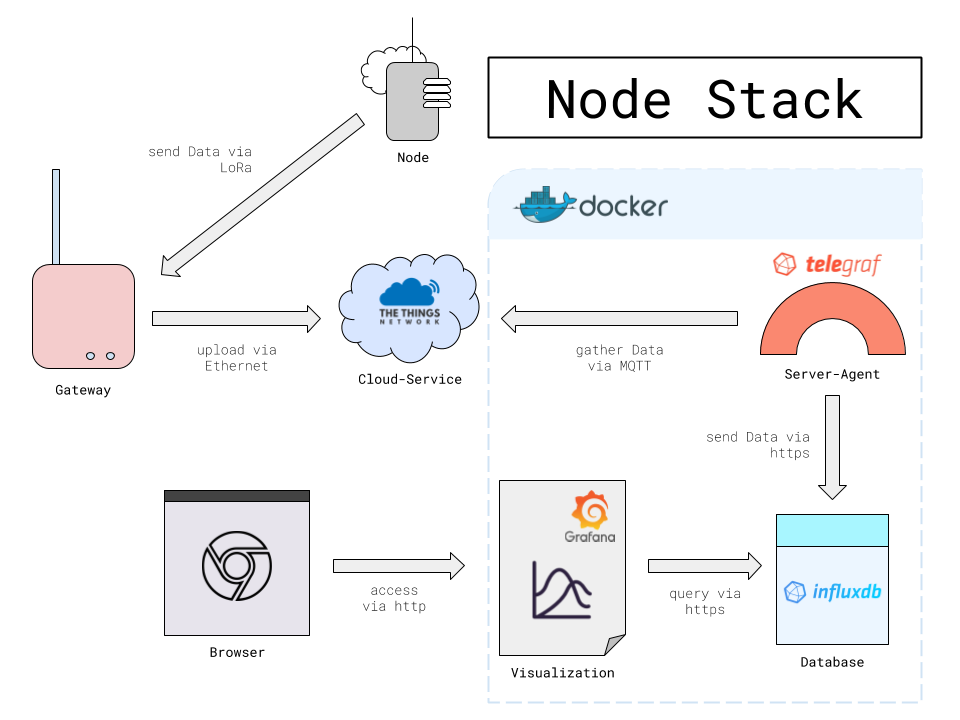 Node Stack
Node
send Data via
LoRa
docker
telegraf
THE THINGS
NETWORK
upload via
Ethernet
gather Data
via MQTT
Cloud-Service
Server-Agent
Gateway
send Data via
https
Grafana
access
via http
query via
https
influxdb
Browser
Visualization
Database